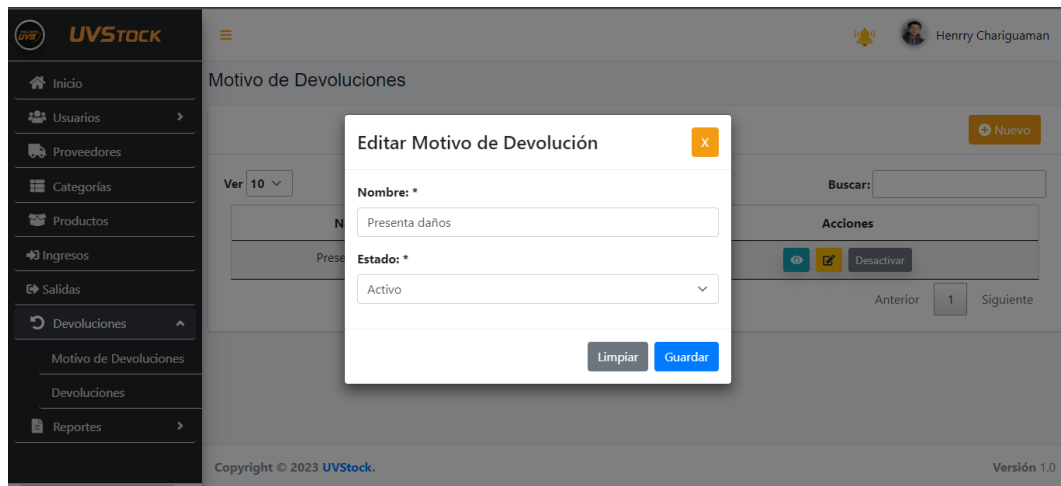 UVStock
Henrry Chariguaman
Inicio
Usuarios
Proveedores
Categorías
Productos
Ingresos
Salidas
Devoluciones
Motivo de Devoluciones
Devoluciones
Reportes
Motivo de Devoluciones
Nuevo
Ver 10
Buscar:
Acciones
Desactivar
Anterior 1 Siguiente
Editar Motivo de Devolución X
Nombre: *
Presenta daños
Estado: *
Activo
Limpiar Guardar
Copyright © 2023 UVStock. Versión 1.0